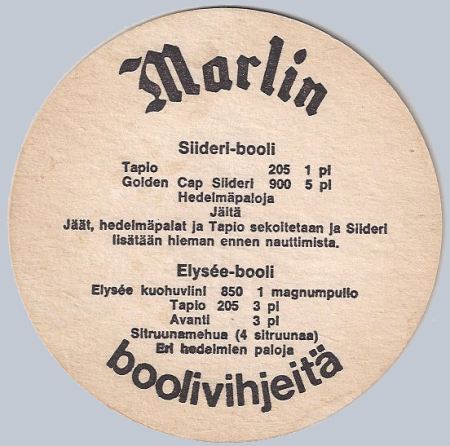 Marlin
Siideri-booli
Tapio 205 1 pl
Golden Cap Siideri 900 5 pl
Hedelmäpaloja
Jäitä
Jäät, hedelmäpalat ja Tapio sekoitetaan ja Siideri
lisätään hieman ennen nauttimista.
Elysée-booli
Elysée kuohuviini 850 1 magnumpullo
Tapio 205 3 pl
Avanti 3 pl
Sitruunamehua (4 sitruunaa)
Eri hedelmien paloja
boolivihjeitä